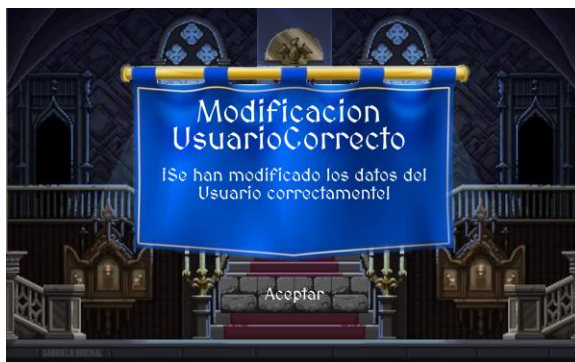 Modificacion
UsuarioCorrecto
¡Se han modificado los datos del
Usuario correctamente!
Aceptar